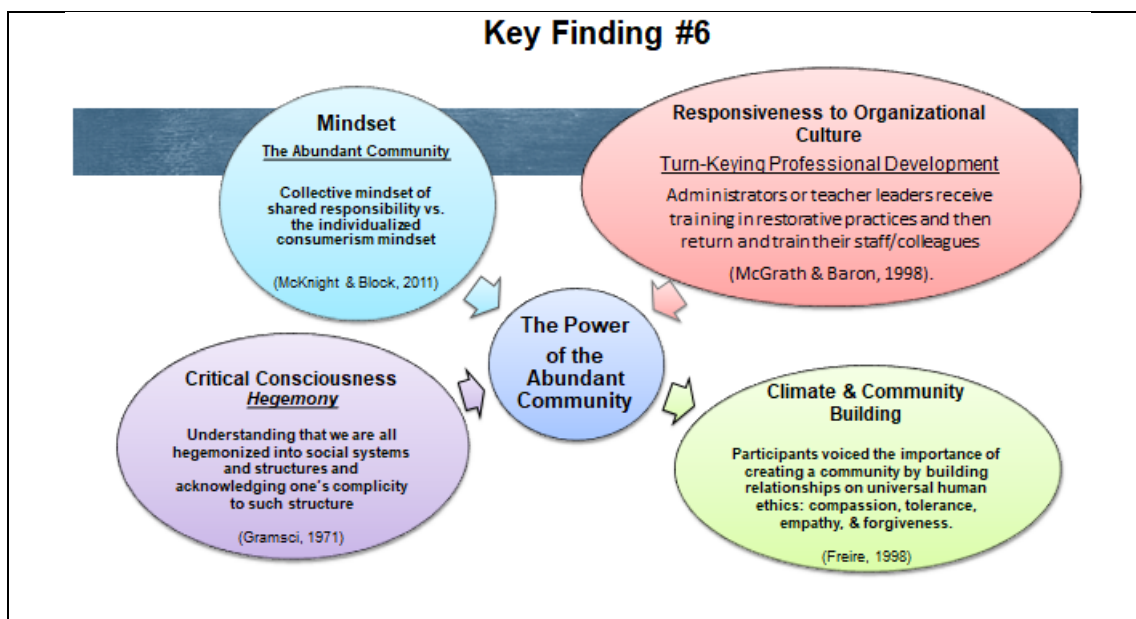 Key Finding #6
Mindset
The Abundant Community
Collective mindset of
shared responsibility vs.
the individualized
consumerism mindset
(McKnight & Block, 2011)
Responsiveness to Organizational
Culture
Turn-Keying Professional Development
Administrators or teacher leaders receive
training in restorative practices and then
return and train their staff/colleagues
(McGrath & Baron, 1998).
The Power
of the
Abundant
Community
Critical Consciousness
Hegemony
Understanding that we are all
hegemonized into social systems
and structures and
acknowledging one's complicity
to such structure
(Gramsci, 1971)
Climate & Community
Building
Participants voiced the importance of
creating a community by building
relationships on universal human
ethics: compassion, tolerance,
empathy, & forgiveness.
(Freire, 1998)